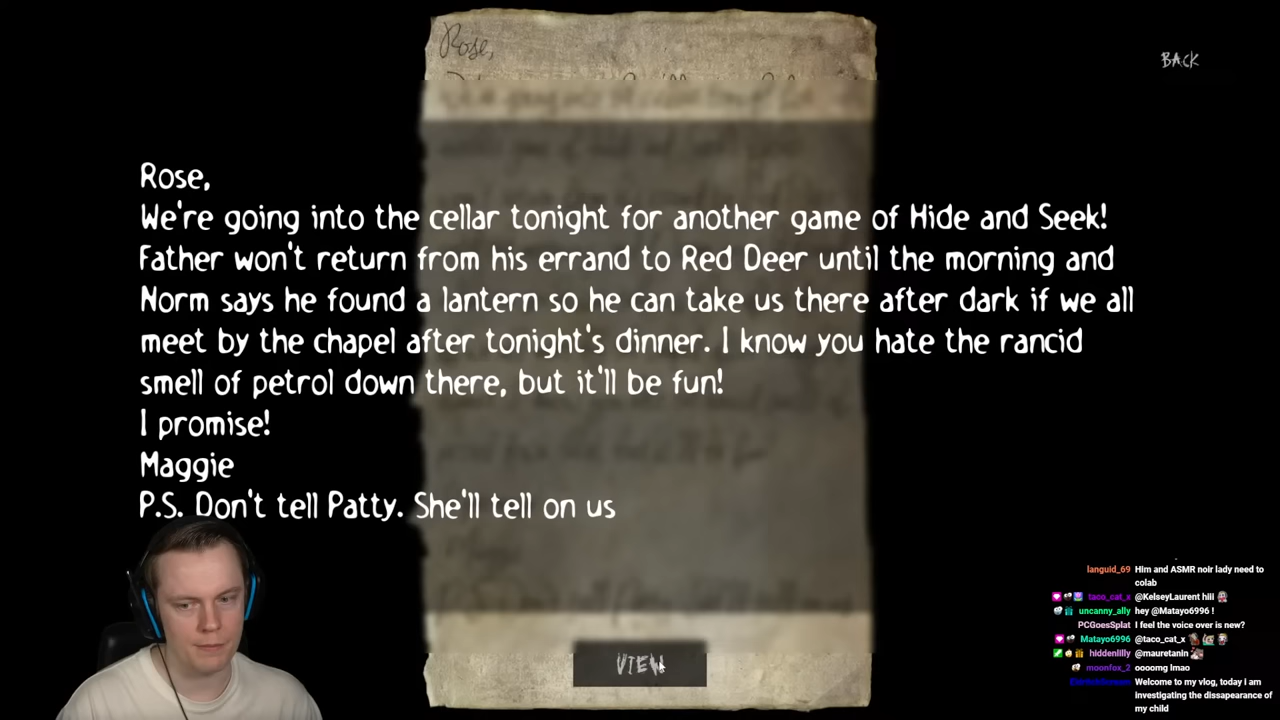 Rose,
BACK
Rose,
We're going into the cellar tonight for another game of Hide and Seek!
Father won't return from his errand to Red Deer until the morning and
Norm says he found a lantern so he can take us there after dark if we all
meet by the chapel after tonight's dinner. I know you hate the rancid
smell of petrol down there, but it'll be fun!
I promise!
Maggie
P.S. Don't tell Patty. She'll tell on us
VIEW
languid_69 Him and ASMR noir lady need to
colab
taco_cat_x @KelseyLaurent hiii
uncanny_ally hey @Matayo6996 !
PCGoesSplat I feel the voice over is new?
Matayo6996 @taco_cat_x
hiddenlilly @mauretanin
moonfox_2 oooomg lmao
Welcome to my vlog, today I am
investigating the dissapearance of
my child